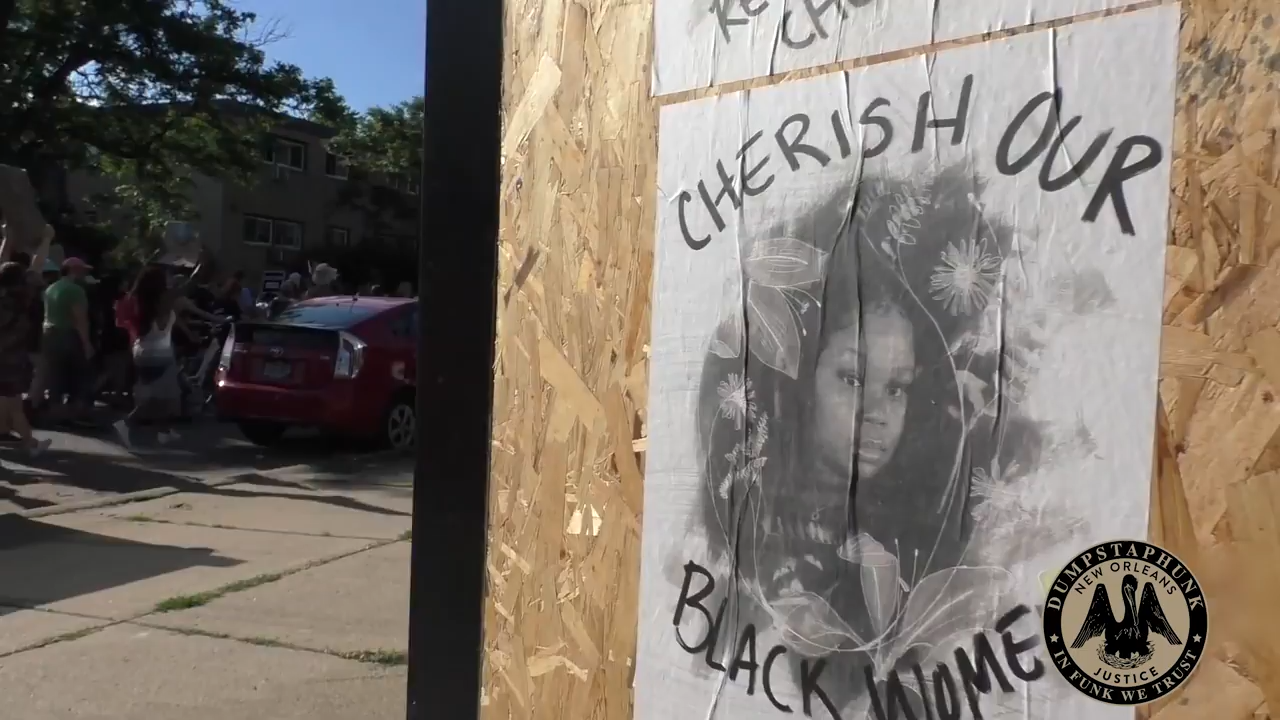 CHERISH OUR
BLACK WOME
DUMPSTAPHUNK
NEW ORLEANS
JUSTICE
IN FUNK WE TRUST